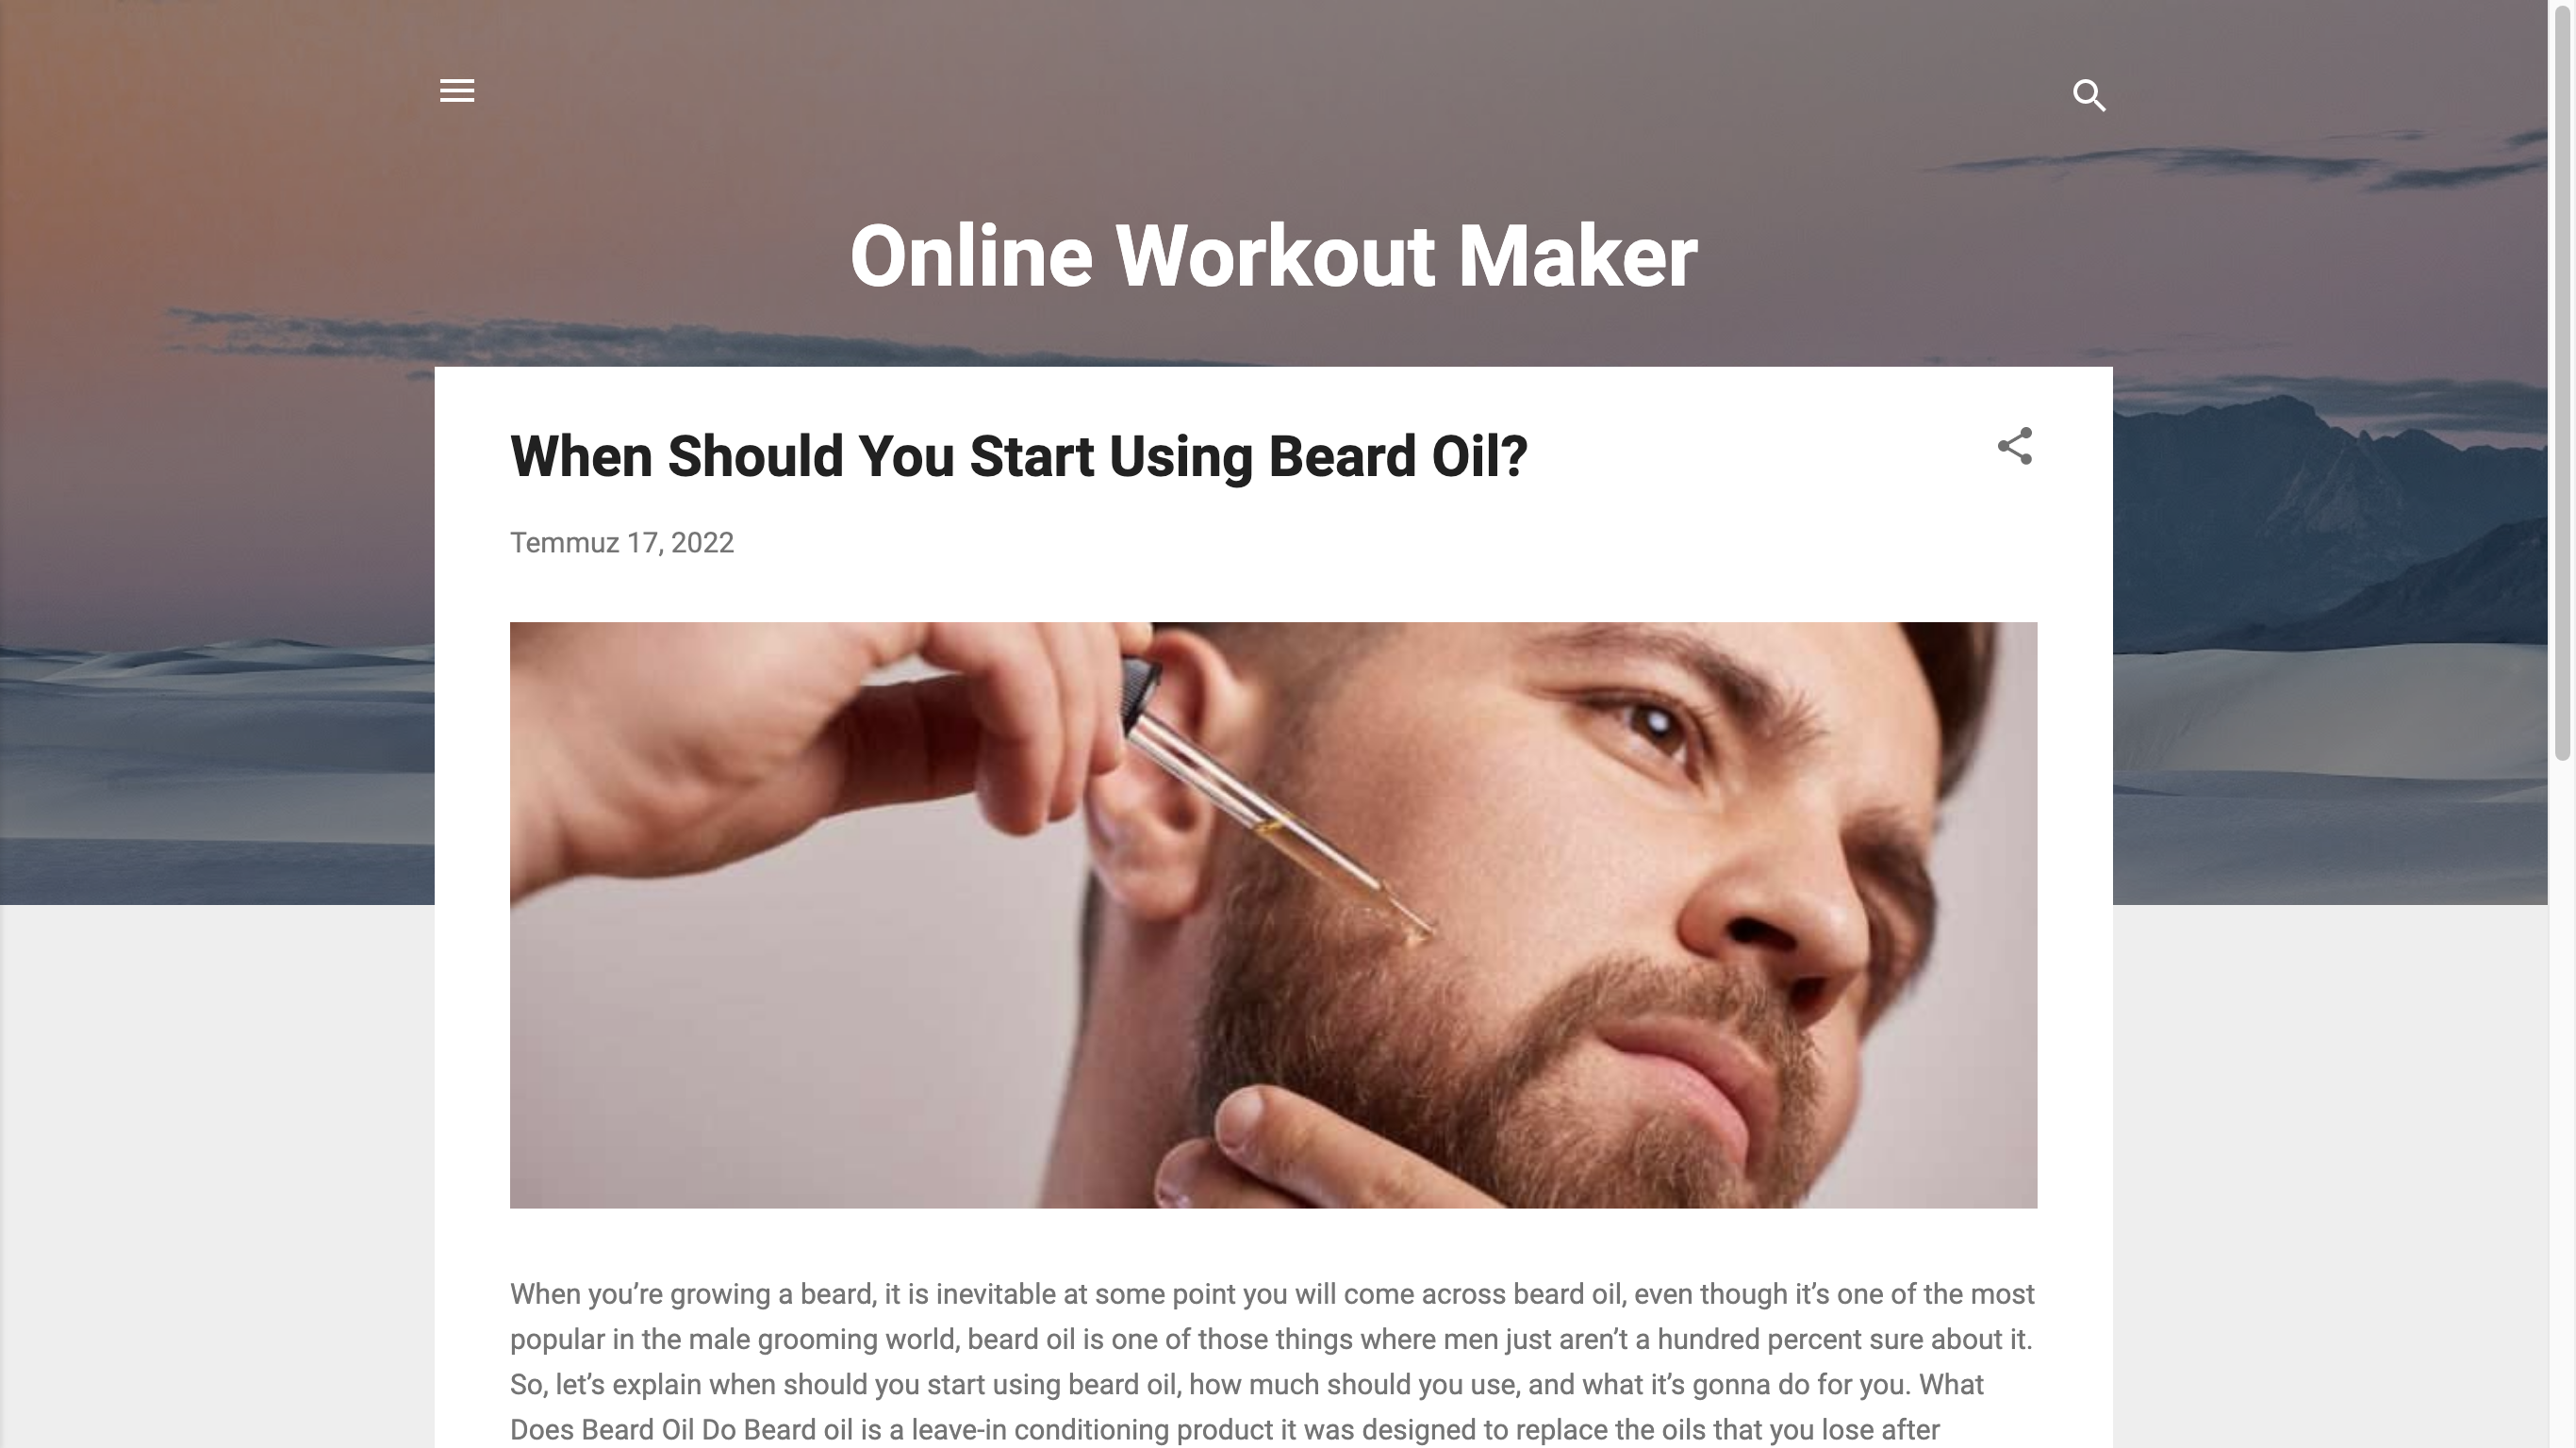 Online Workout Maker
When Should You Start Using Beard Oil?
Temmuz 17, 2022
When you’re growing a beard, it is inevitable at some point you will come across beard oil, even though it’s one of the most
popular in the male grooming world, beard oil is one of those things where men just aren’t a hundred percent sure about it.
So, let’s explain when should you start using beard oil, how much should you use, and what it’s gonna do for you. What
Does Beard Oil Do Beard oil is a leave-in conditioning product it was designed to replace the oils that you lose after